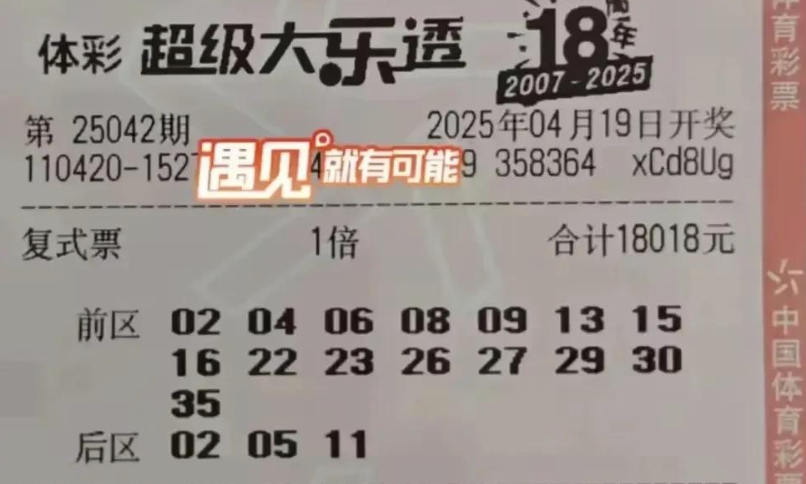 体彩 超级大乐透 18周年
2007-2025
第 25042期 2025年04月19日开奖
110420-152 遇见就有可能 9 358364 xCd8Ug
复式票 1倍 合计18018元
前区 02 04 06 08 09 13 15
16 22 23 26 27 29 30
35
后区 02 05 11
体育彩票
中国体育彩票